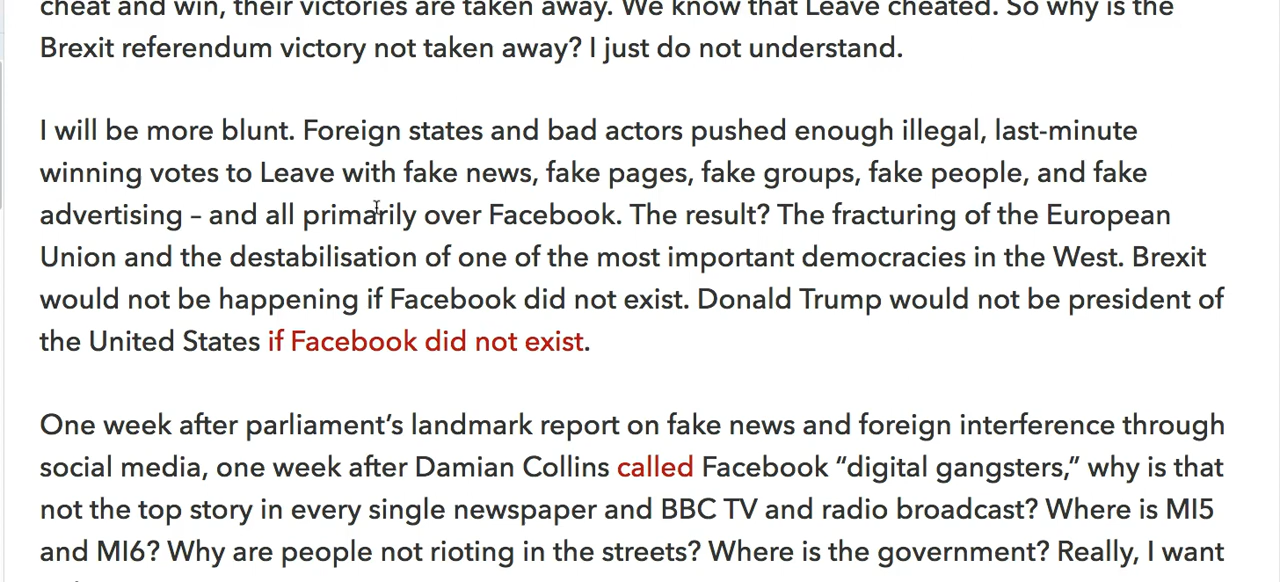 cheat and win, their victories are taken away. We know that Leave cheated. So why is the
Brexit referendum victory not taken away? I just do not understand.
I will be more blunt. Foreign states and bad actors pushed enough illegal, last-minute
winning votes to Leave with fake news, fake pages, fake groups, fake people, and fake
advertising – and all primarily over Facebook. The result? The fracturing of the European
Union and the destabilisation of one of the most important democracies in the West. Brexit
would not be happening if Facebook did not exist. Donald Trump would not be president of
the United States if Facebook did not exist.
One week after parliament’s landmark report on fake news and foreign interference through
social media, one week after Damian Collins called Facebook “digital gangsters,” why is that
not the top story in every single newspaper and BBC TV and radio broadcast? Where is MI5
and MI6? Why are people not rioting in the streets? Where is the government? Really, I want